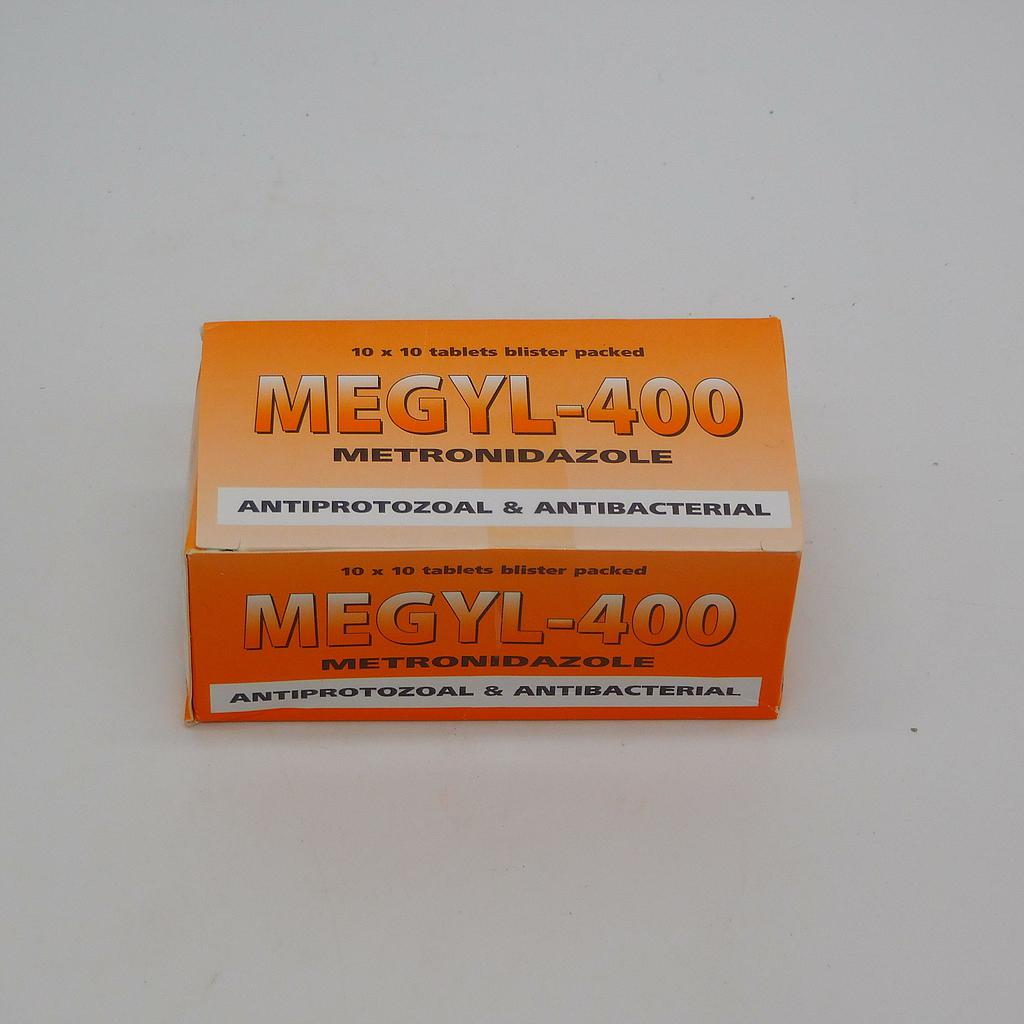 10 x 10 tablets blister packed
MEGYL-400
METRONIDAZOLE
ANTIPROTOZOAL & ANTIBACTERIAL
10 x 10 tablets blister packed
MEGYL-400
METRONIDAZOLE
ANTIPROTOZOAL & ANTIBACTERIAL